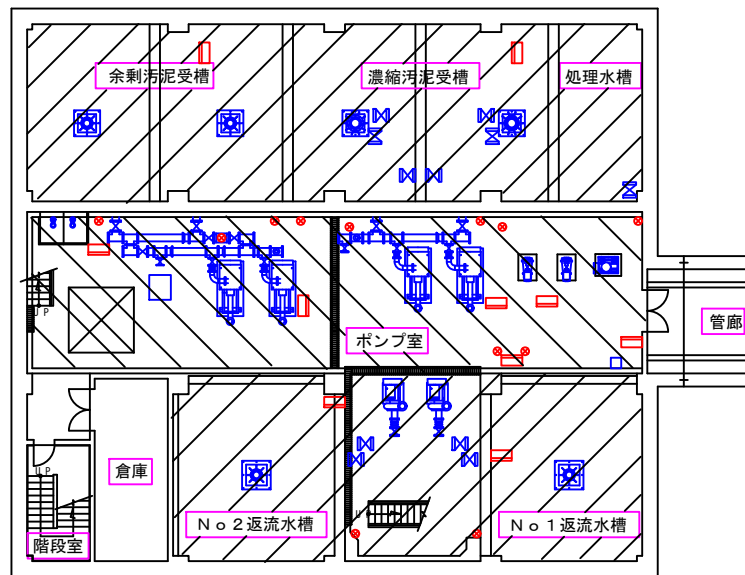 余剰汚泥受槽
濃縮汚泥受槽
処理水槽
UP
ポンプ室
管廊
倉庫
UP
UP
No2返流水槽
No1返流水槽
階段室